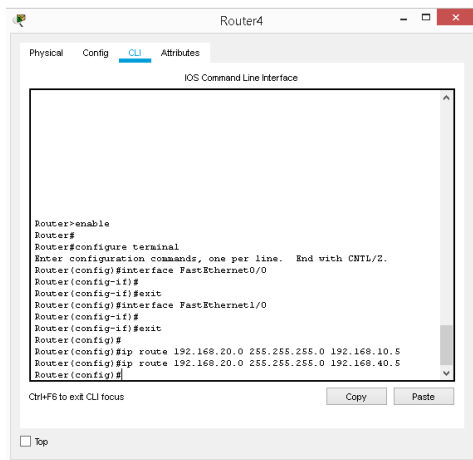 Router4
Physical Config CLI Attributes
IOS Command Line Interface
Router>enable
Router#
Router#configure terminal
Enter configuration commands, one per line.  End with CNTL/Z.
Router(config)#interface FastEthernet0/0
Router(config-if)#
Router(config-if)#exit
Router(config)#interface FastEthernet1/0
Router(config-if)#
Router(config-if)#exit
Router(config)#
Router(config)#ip route 192.168.20.0 255.255.255.0 192.168.10.5
Router(config)#ip route 192.168.20.0 255.255.255.0 192.168.40.5
Router(config)#
Ctrl+F6 to exit CLI focus Copy Paste
Top